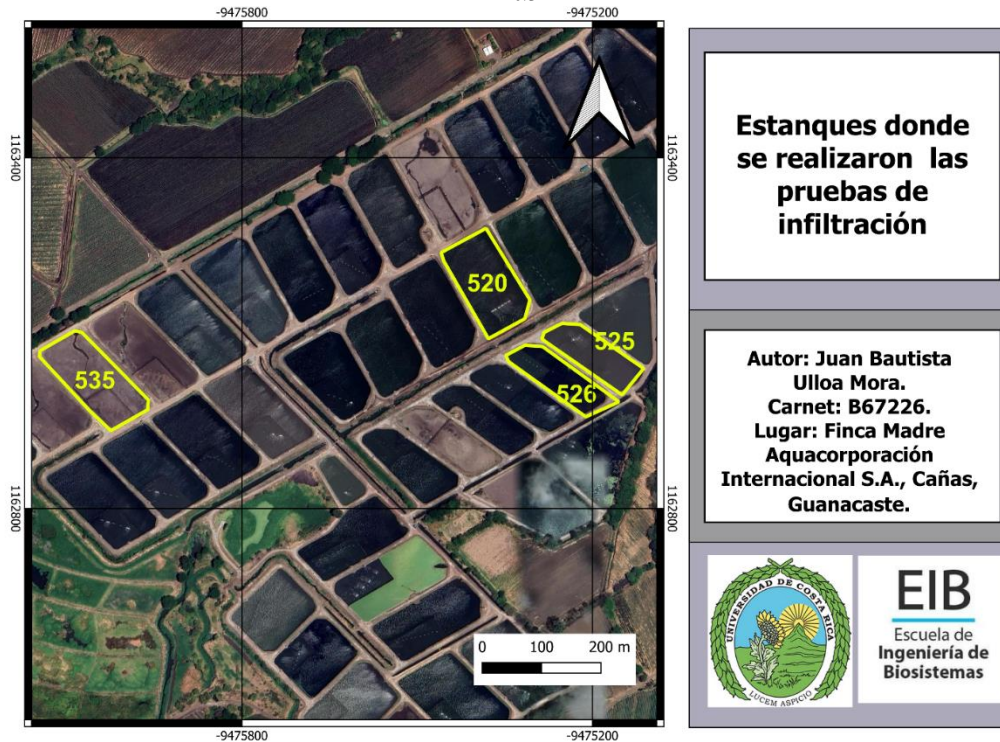 -9475800
-9475200
1163400
1163400
520
525
526
535
1162800
1162800
0 100 200 m
-9475800
-9475200
Estanques donde
se realizaron las
pruebas de
infiltración
Autor: Juan Bautista
Ulloa Mora.
Carnet: B67226.
Lugar: Finca Madre
Aquacorporación
Internacional S.A., Cañas,
Guanacaste.
UNIVERSIDAD DE COSTA RICA
LUCEM ASPICIO
EIB
Escuela de
Ingeniería de
Biosistemas